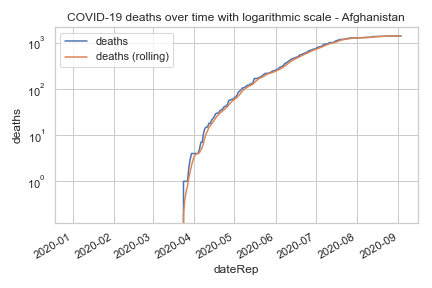 COVID-19 deaths over time with logarithmic scale - Afghanistan
deaths
deaths (rolling)
10³
10²
10¹
10⁰
deaths
2020-01
2020-02
2020-03
2020-04
2020-05
2020-06
2020-07
2020-08
2020-09
dateRep